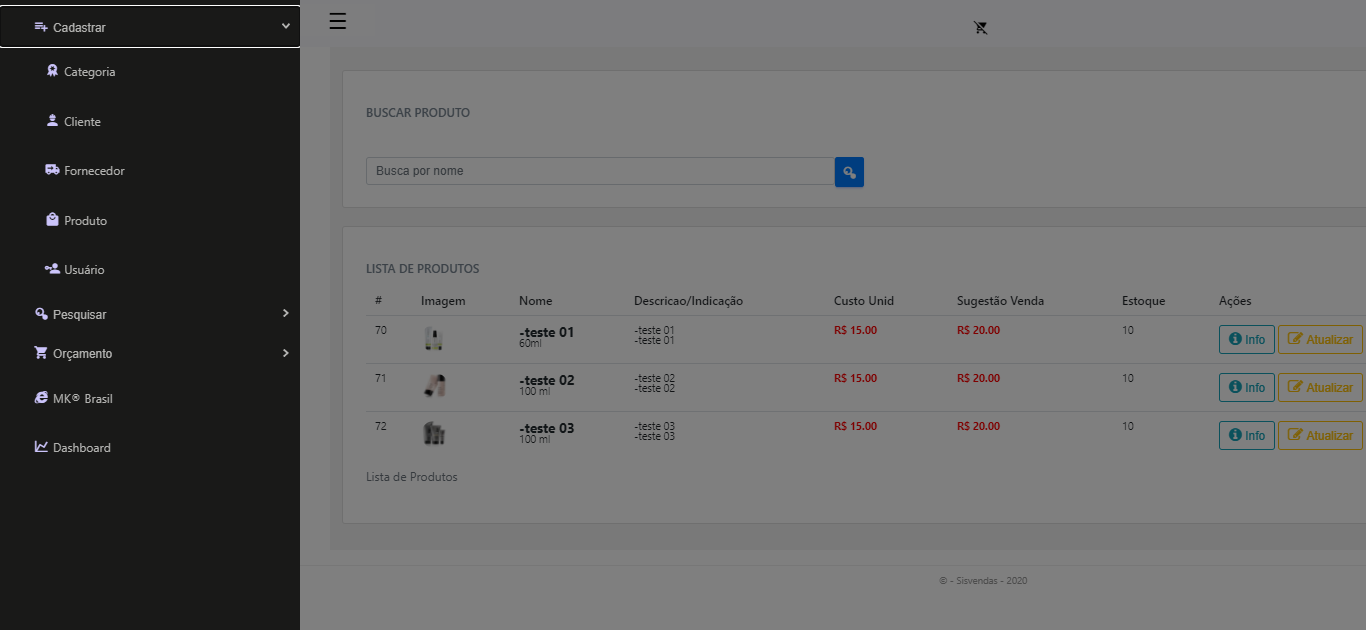 Cadastrar
Categoria
Cliente
Fornecedor
Produto
Usuário
Pesquisar
Orçamento
MK® Brasil
Dashboard
BUSCAR PRODUTO
Busca por nome
LISTA DE PRODUTOS
# Imagem Nome Descricao/Indicação Custo Unid Sugestão Venda Estoque Ações
70 -teste 01 -teste 01 R$ 15.00 R$ 20.00 10 Info Atualizar
60ml -teste 01
71 -teste 02 -teste 02 R$ 15.00 R$ 20.00 10 Info Atualizar
100 ml -teste 02
72 -teste 03 -teste 03 R$ 15.00 R$ 20.00 10 Info Atualizar
100 ml -teste 03
Lista de Produtos
© - Sisvendas - 2020